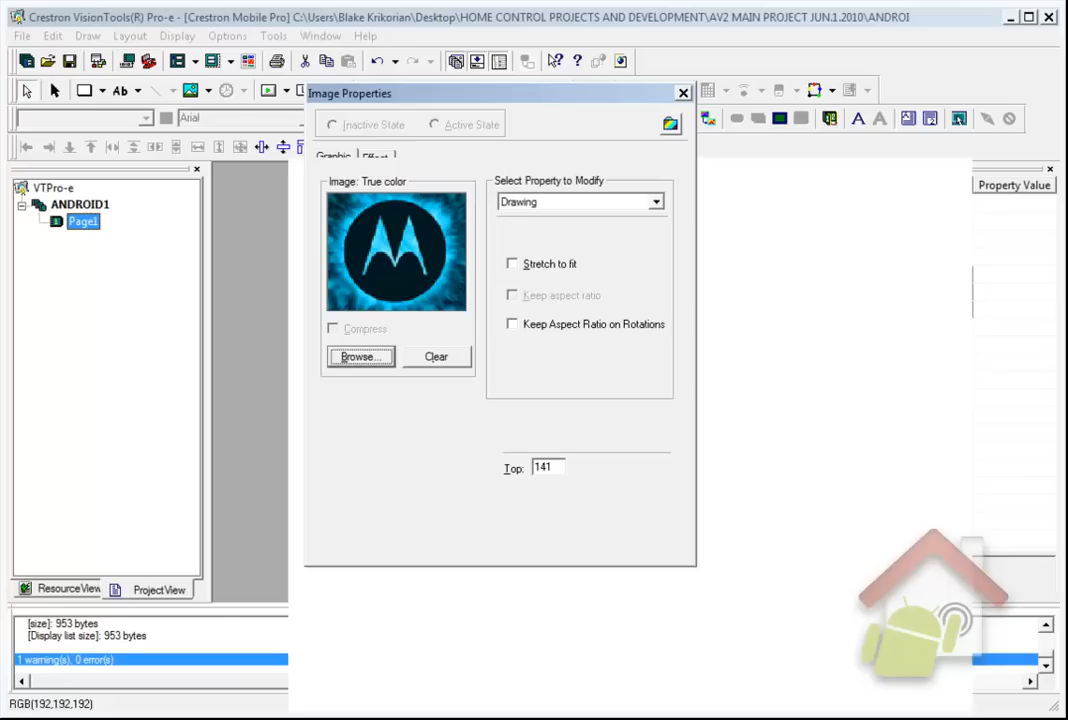 Crestron VisionTools(R) Pro-e - [Crestron Mobile Pro] C:\Users\Blake Krikorian\Desktop\HOME CONTROL PROJECTS AND DEVELOPMENT\AV2 MAIN PROJECT JUN.1.2010\ANDROI
File Edit Draw Layout Display Options Tools Window Help
Ab
Arial
Image Properties
Inactive State Active State
Graphic Effect
Image: True color
Select Property to Modify
Drawing
Stretch to fit
Keep aspect ratio
Keep Aspect Ratio on Rotations
Compress
Browse... Clear
Top: 141
VTPro-e
ANDROID1
Page1
Property Value
ResourceView ProjectView
[size]: 953 bytes
[Display list size]: 953 bytes
1 warning(s), 0 error(s)
RGB(192,192,192)